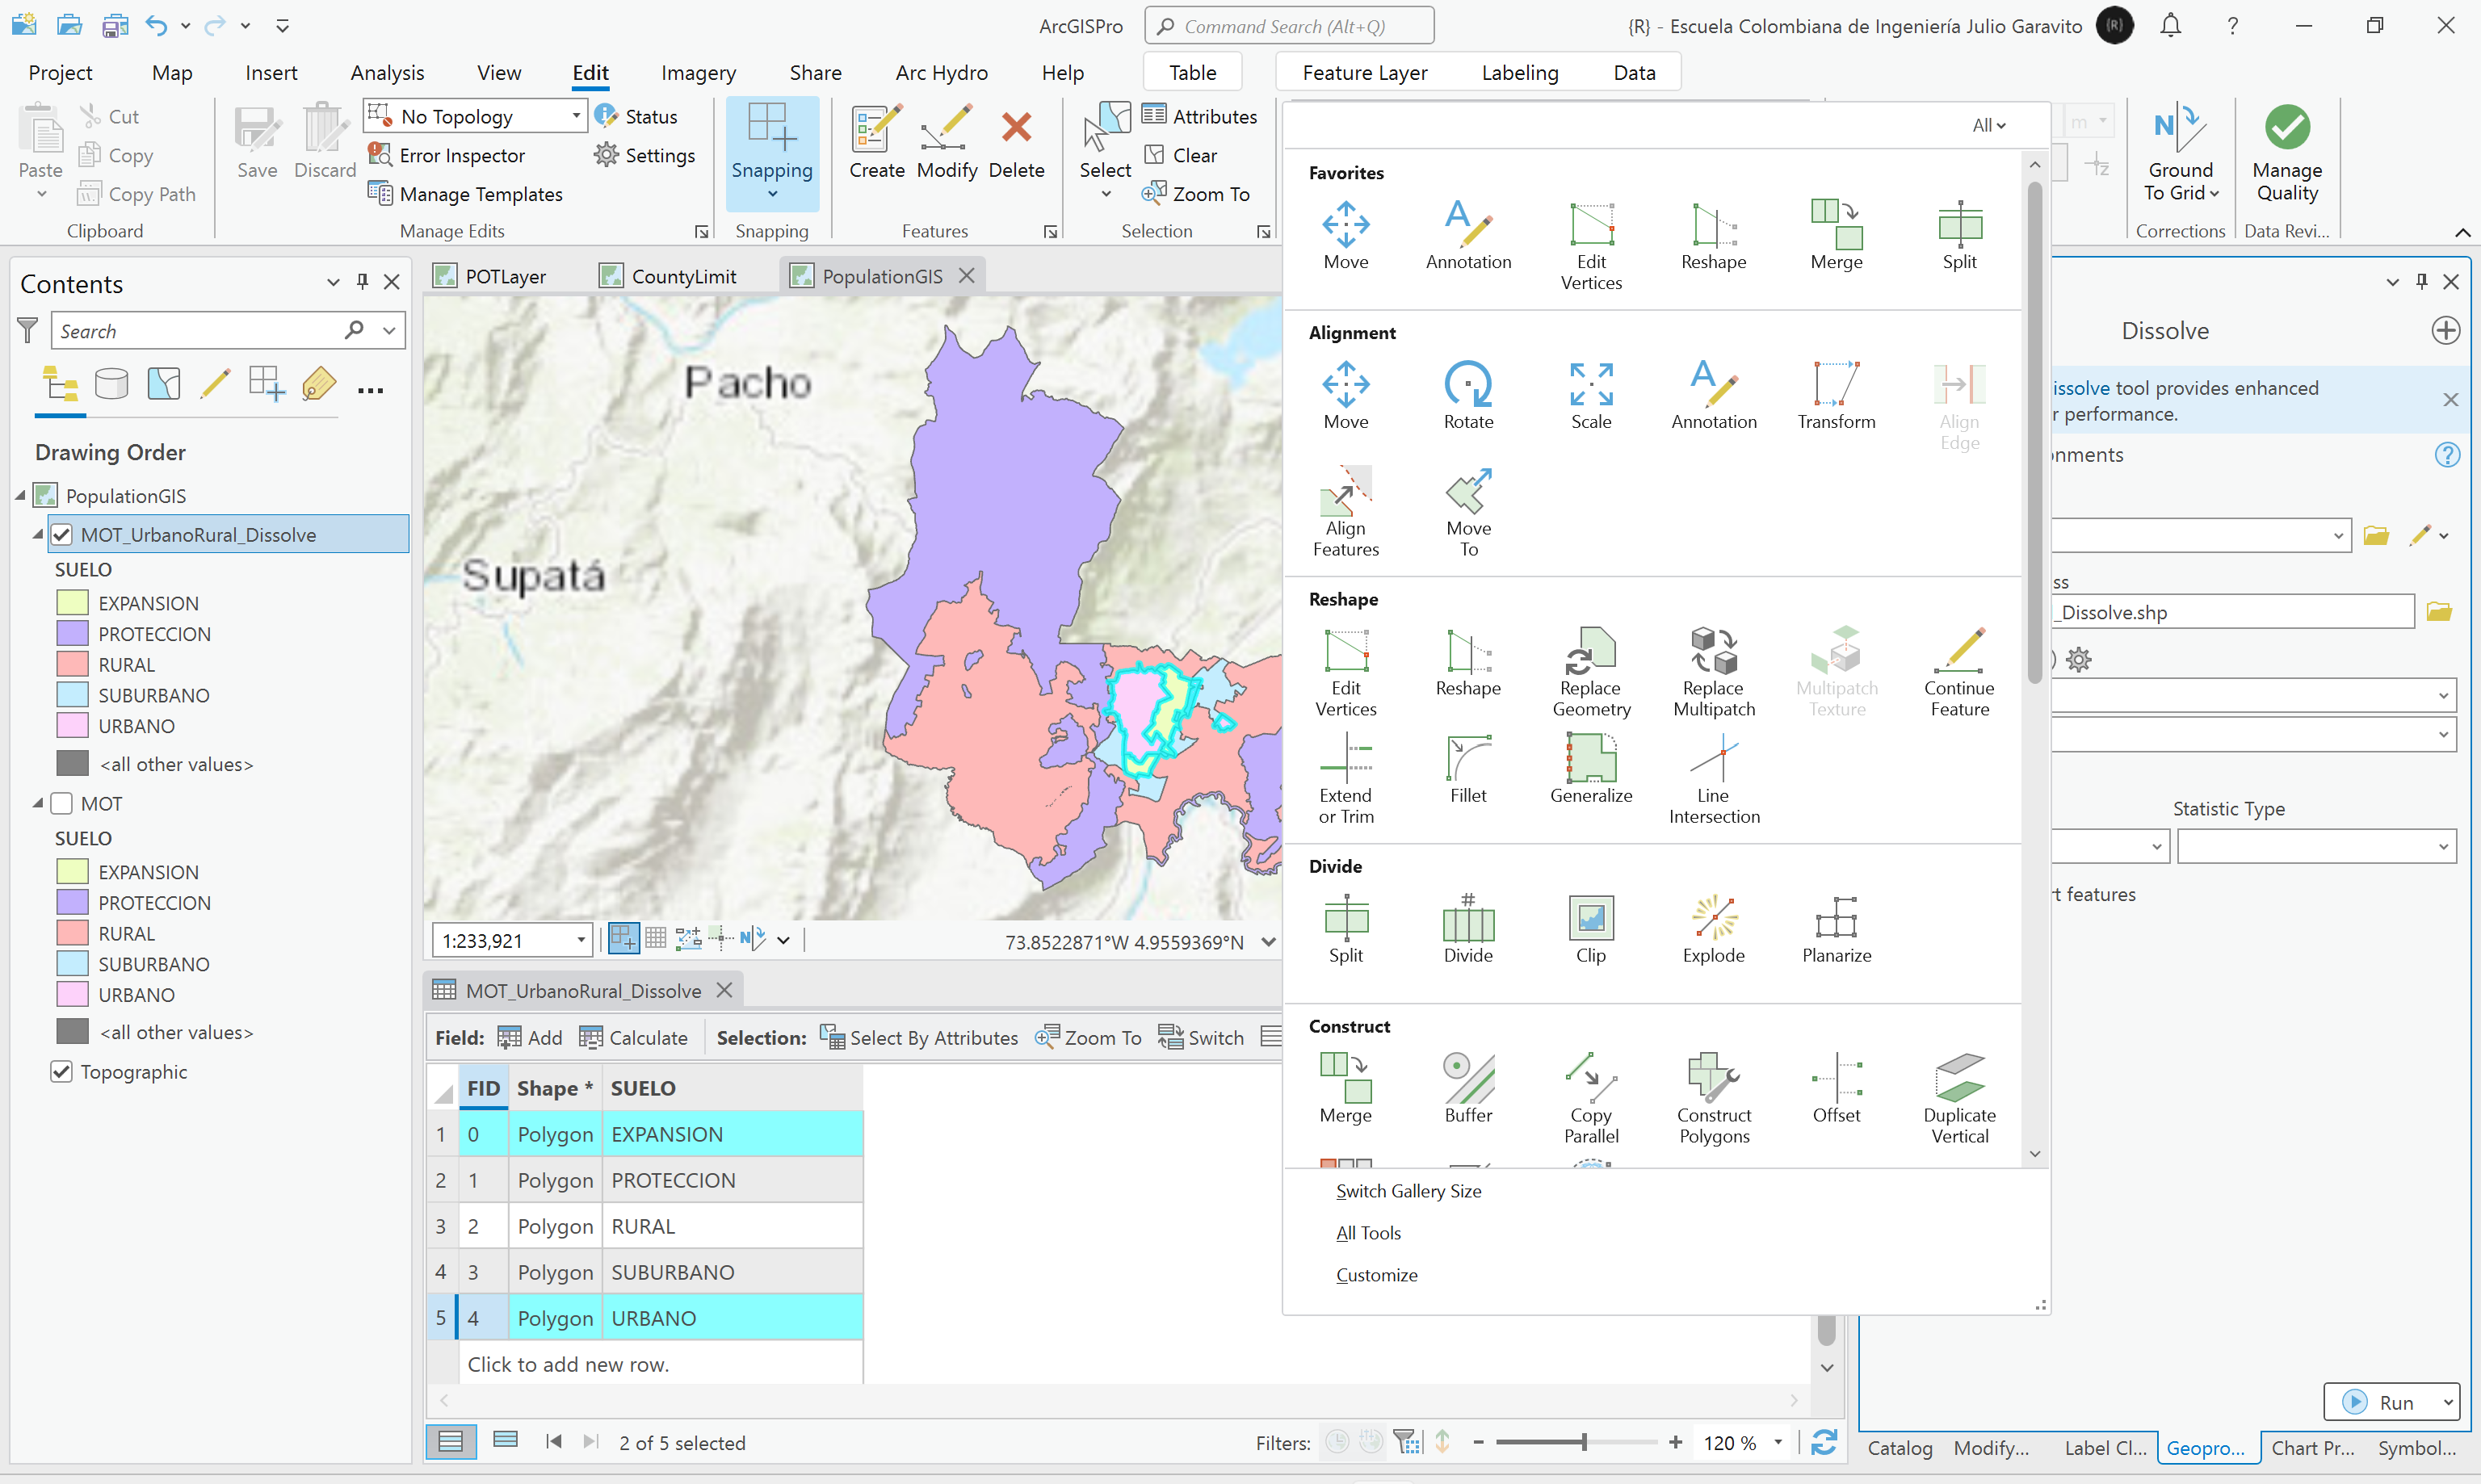 ArcGISPro
Command Search (Alt+Q)
{R} - Escuela Colombiana de Ingeniería Julio Garavito
{R}
?
Project
Map
Insert
Analysis
View
Edit
Imagery
Share
Arc Hydro
Help
Table
Feature Layer
Labeling
Data
Paste
Cut
Copy
Copy Path
Clipboard
Save
Discard
No Topology
Error Inspector
Manage Templates
Status
Settings
Manage Edits
Snapping
Snapping
Create
Modify
Delete
Features
Select
Attributes
Clear
Zoom To
Selection
m
Ground
To Grid
Corrections
Manage
Quality
Data Revi...
Contents
Search
Drawing Order
PopulationGIS
MOT_UrbanoRural_Dissolve
SUELO
EXPANSION
PROTECCION
RURAL
SUBURBANO
URBANO
<all other values>
MOT
SUELO
EXPANSION
PROTECCION
RURAL
SUBURBANO
URBANO
<all other values>
Topographic
POTLayer
CountyLimit
PopulationGIS
Pacho
Supatá
1:233,921
73.8522871°W 4.9559369°N
MOT_UrbanoRural_Dissolve
Field:
Add
Calculate
Selection:
Select By Attributes
Zoom To
Switch
FID Shape * SUELO
1 0 Polygon EXPANSION
2 1 Polygon PROTECCION
3 2 Polygon RURAL
4 3 Polygon SUBURBANO
5 4 Polygon URBANO
Click to add new row.
2 of 5 selected
Filters:
120 %
All
Favorites
Move
Annotation
Edit
Vertices
Reshape
Merge
Split
Alignment
Move
Rotate
Scale
Annotation
Transform
Align
Edge
Align
Features
Move
To
Reshape
Edit
Vertices
Reshape
Replace
Geometry
Replace
Multipatch
Multipatch
Texture
Continue
Feature
Extend
or Trim
Fillet
Generalize
Line
Intersection
Divide
Split
Divide
Clip
Explode
Planarize
Construct
Merge
Buffer
Copy
Parallel
Construct
Polygons
Offset
Duplicate
Vertical
Switch Gallery Size
All Tools
Customize
Dissolve
issolve tool provides enhanced
r performance.
nments
ss
_Dissolve.shp
Statistic Type
rt features
Run
Catalog
Modify...
Label Cl...
Geopro...
Chart Pr...
Symbol...